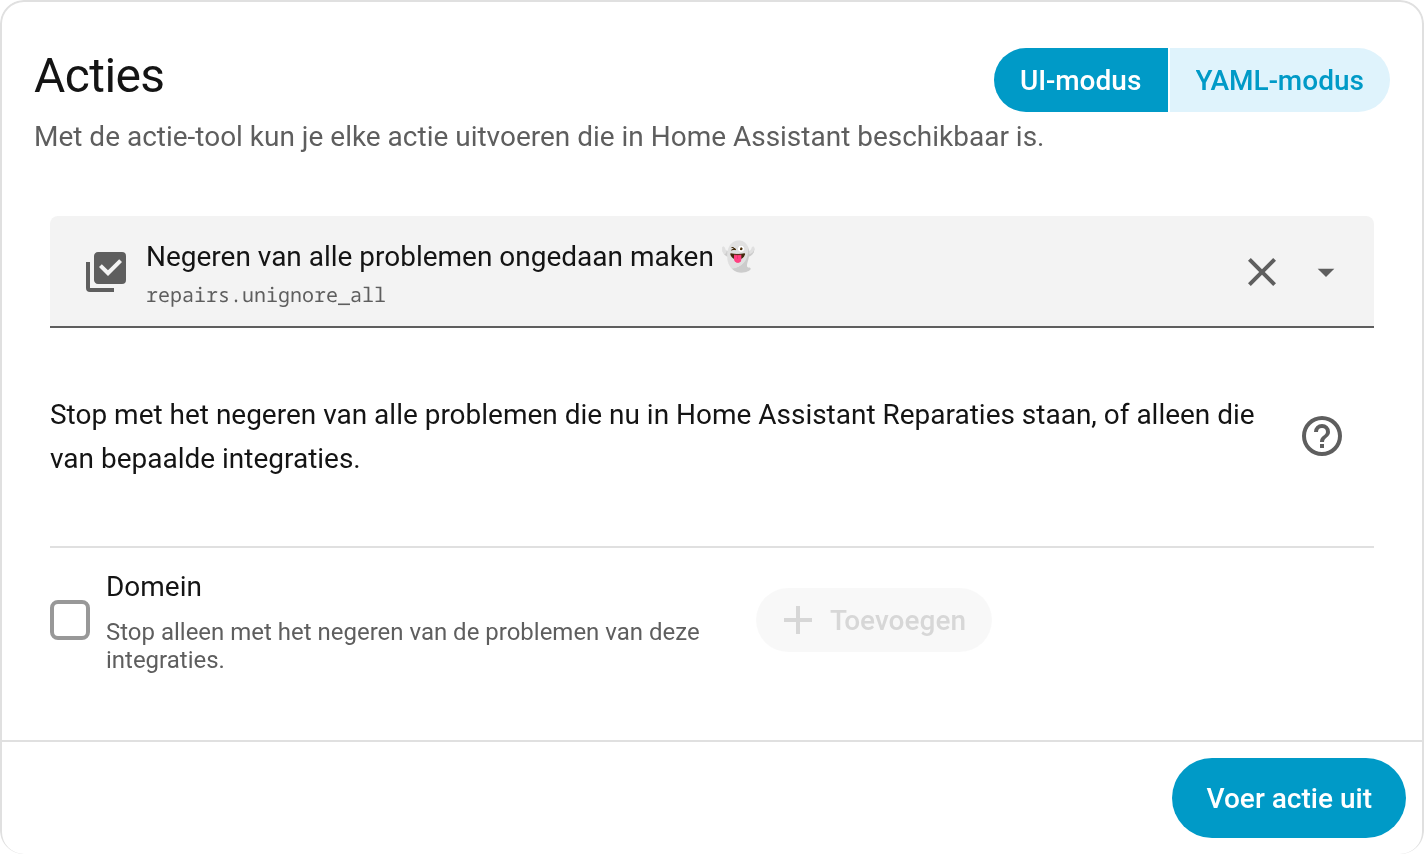 Acties
UI-modus
YAML-modus
Met de actie-tool kun je elke actie uitvoeren die in Home Assistant beschikbaar is.
Negeren van alle problemen ongedaan maken 👻
repairs.unignore_all
Stop met het negeren van alle problemen die nu in Home Assistant Reparaties staan, of alleen die
van bepaalde integraties.
Domein
Stop alleen met het negeren van de problemen van deze
integraties.
Toevoegen
Voer actie uit